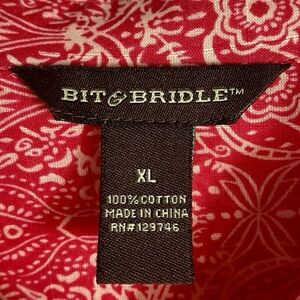 BIT & BRIDLE™
XL
100% COTTON
MADE IN CHINA
RN#129746